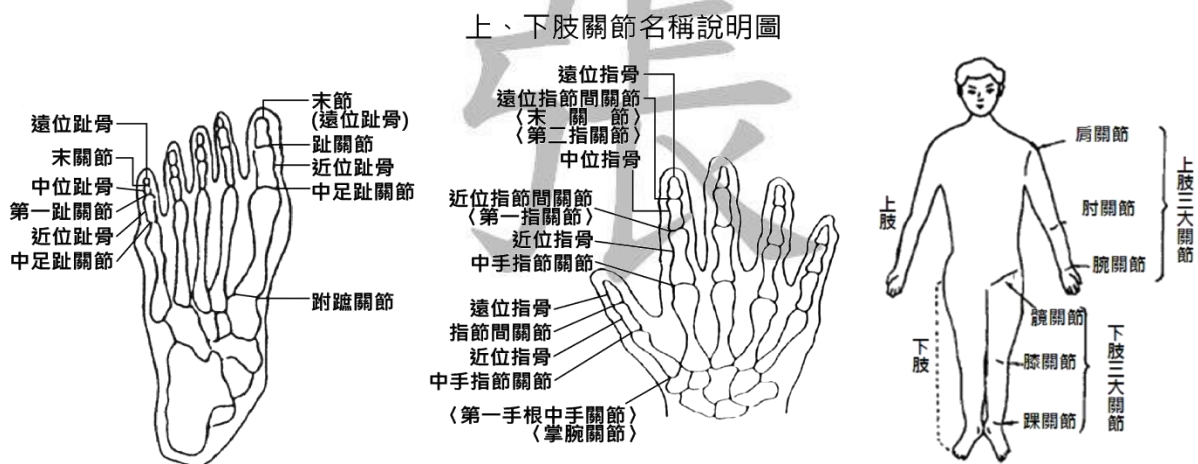 上、下肢關節名稱說明圖
張
遠位趾骨
末關節
中位趾骨
第一趾關節
近位趾骨
中足趾關節
末節
(遠位趾骨)
趾關節
近位趾骨
中足趾關節
跗蹠關節
遠位指骨
遠位指節間關節
〈末關節〉
〈第二指關節〉
中位指骨
近位指節間關節
〈第一指關節〉
近位指骨
中手指節關節
遠位指骨
指節間關節
近位指骨
中手指節關節
〈第一手根中手關節〉
〈掌腕關節〉
上肢
下肢
肩關節
肘關節
腕關節
上肢三大關節
髖關節
膝關節
踝關節
下肢三大關節